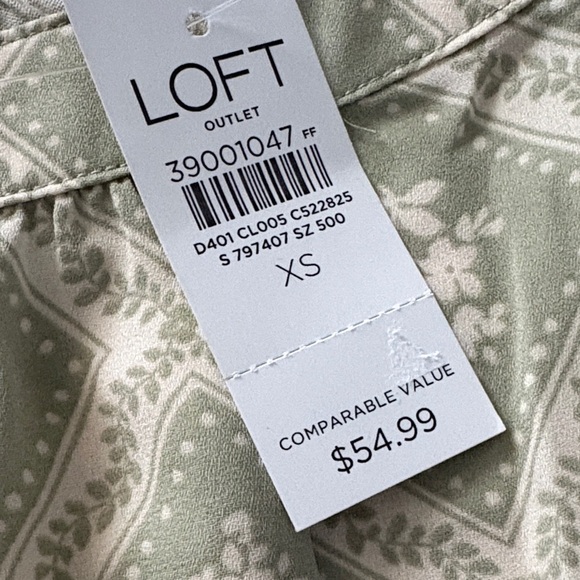 LOFT
OUTLET
39001047 FF
D401 CL005 C522825
S 797407 SZ 500
XS
COMPARABLE VALUE
$54.99